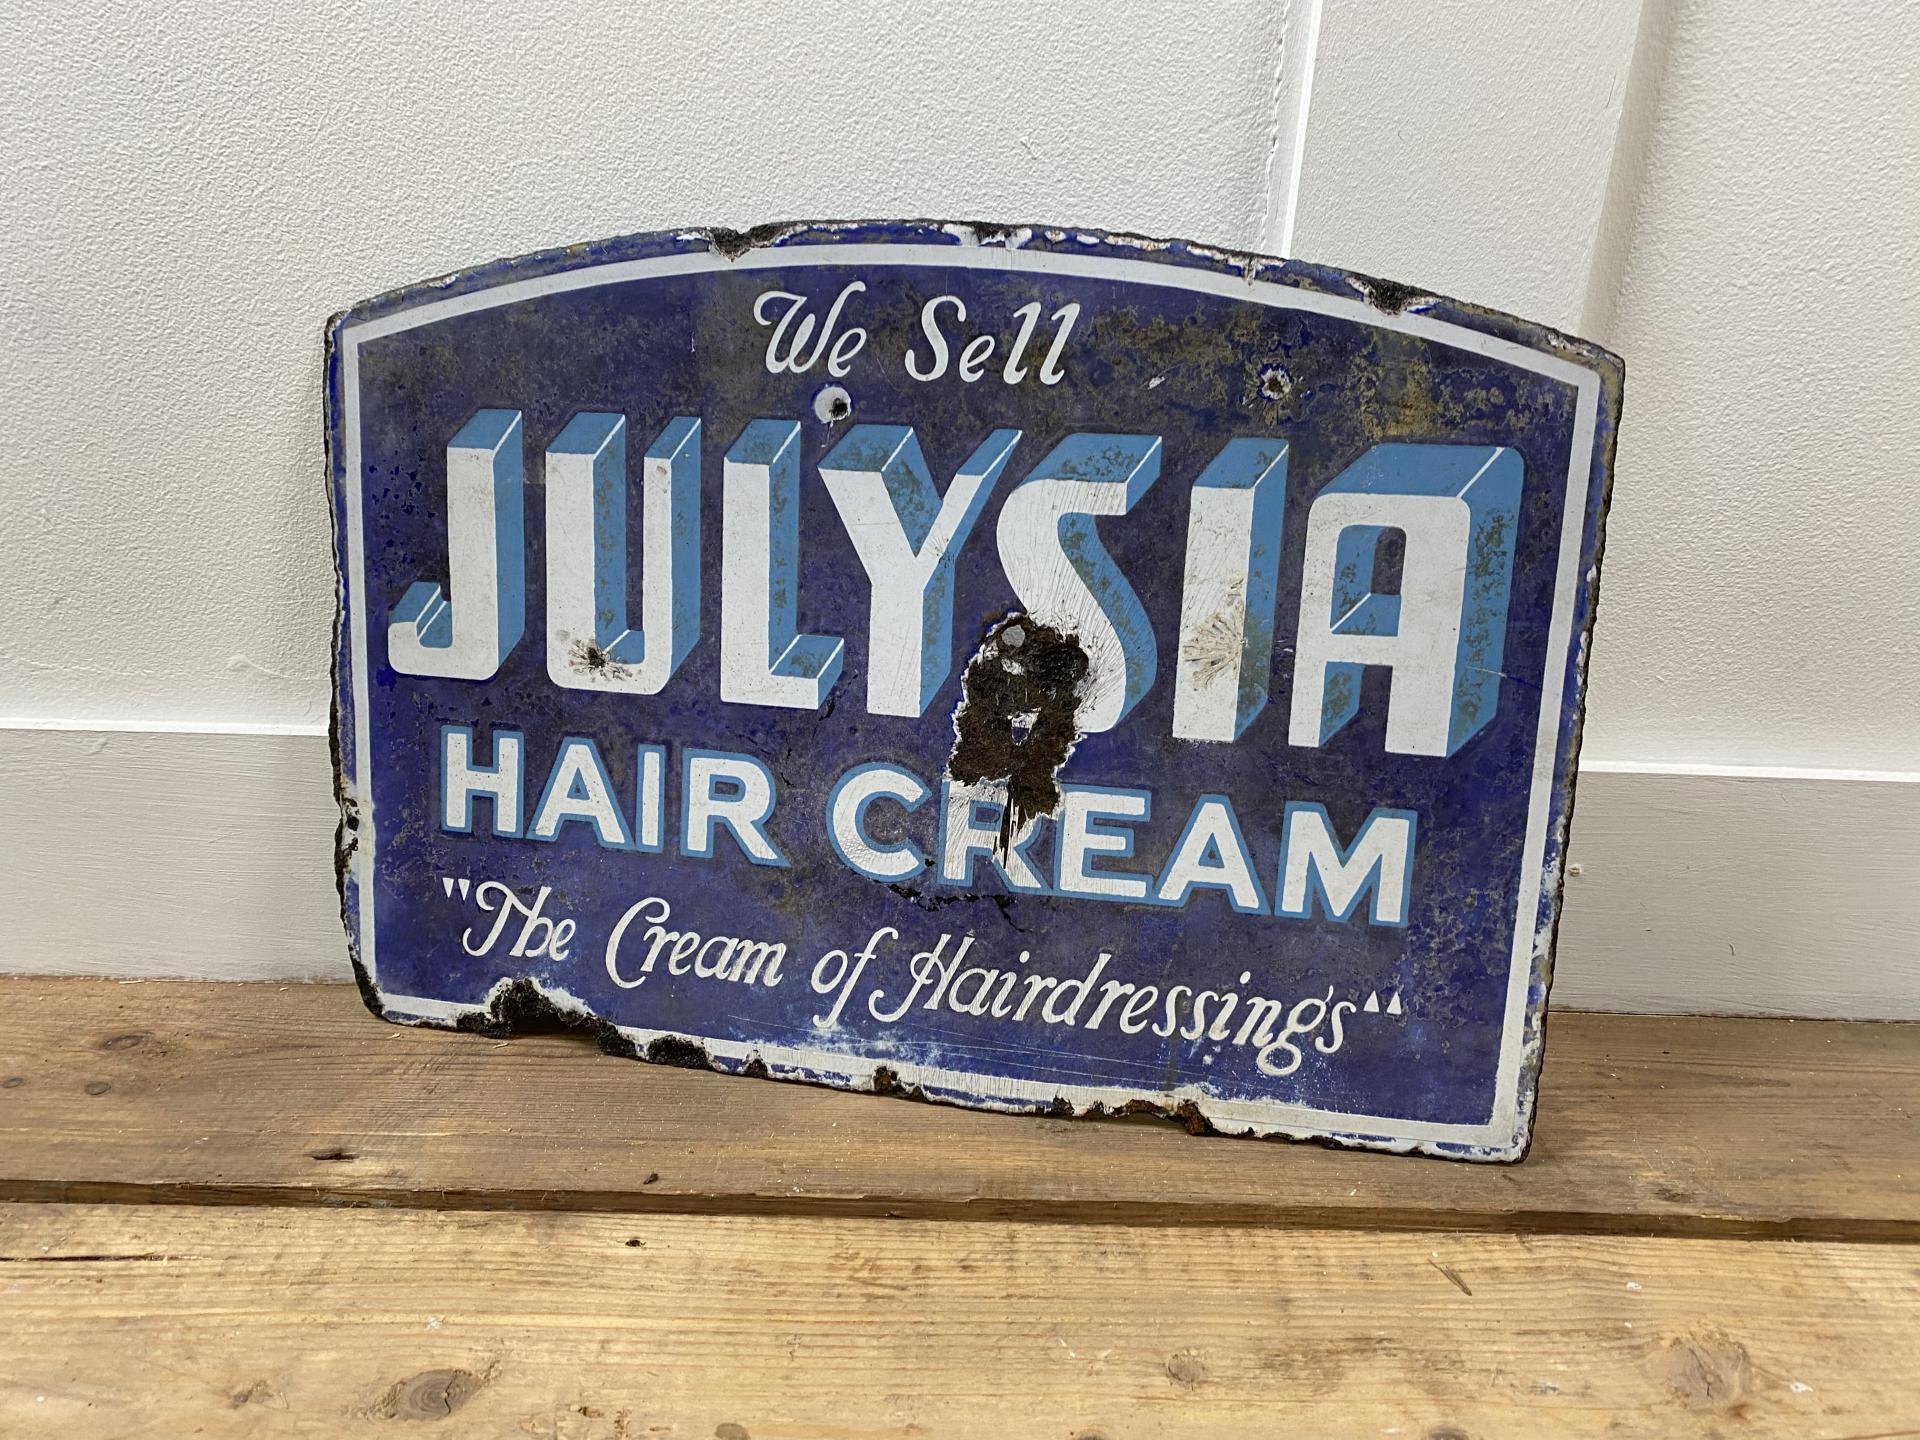 We Sell
JULYSIA
HAIR CREAM
"The Cream of Hairdressings"